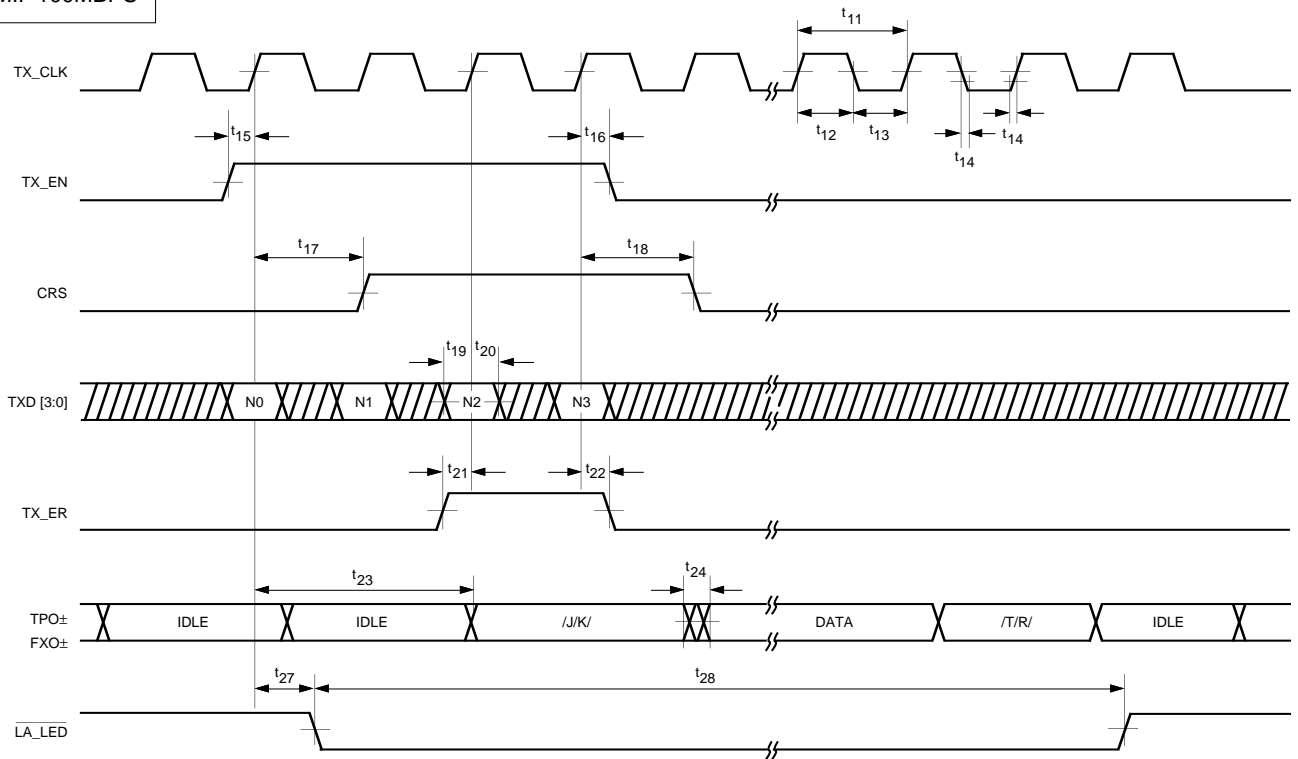 100MBPS
t11
TX_CLK
t15
t16
t12
t13
t14
t14
TX_EN
t17
t18
CRS
t19
t20
TXD [3:0]
N0
N1
N2
N3
t21
t22
TX_ER
t23
t24
TPO±
FXO±
IDLE
IDLE
/J/K/
DATA
/T/R/
IDLE
t27
t28
LA_LED